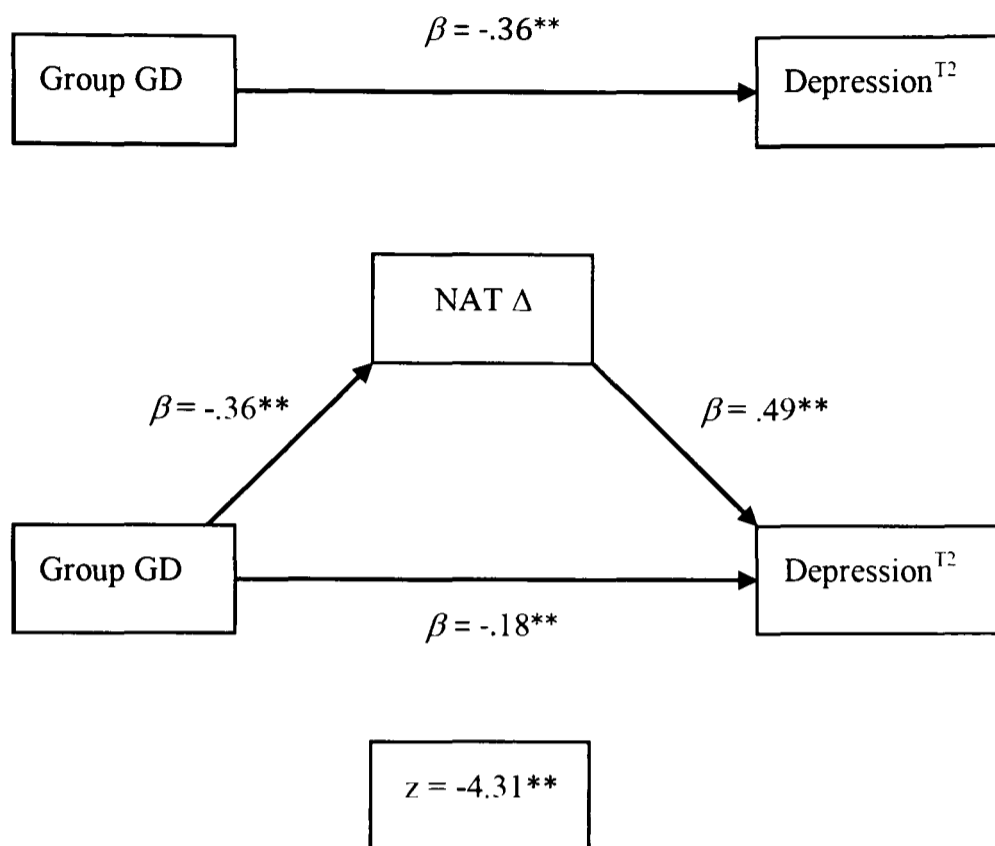 β = -.36**
Group GD
Depression^T2
NAT Δ
β = -.36**
β = .49**
Group GD
Depression^T2
β = -.18**
z = -4.31**